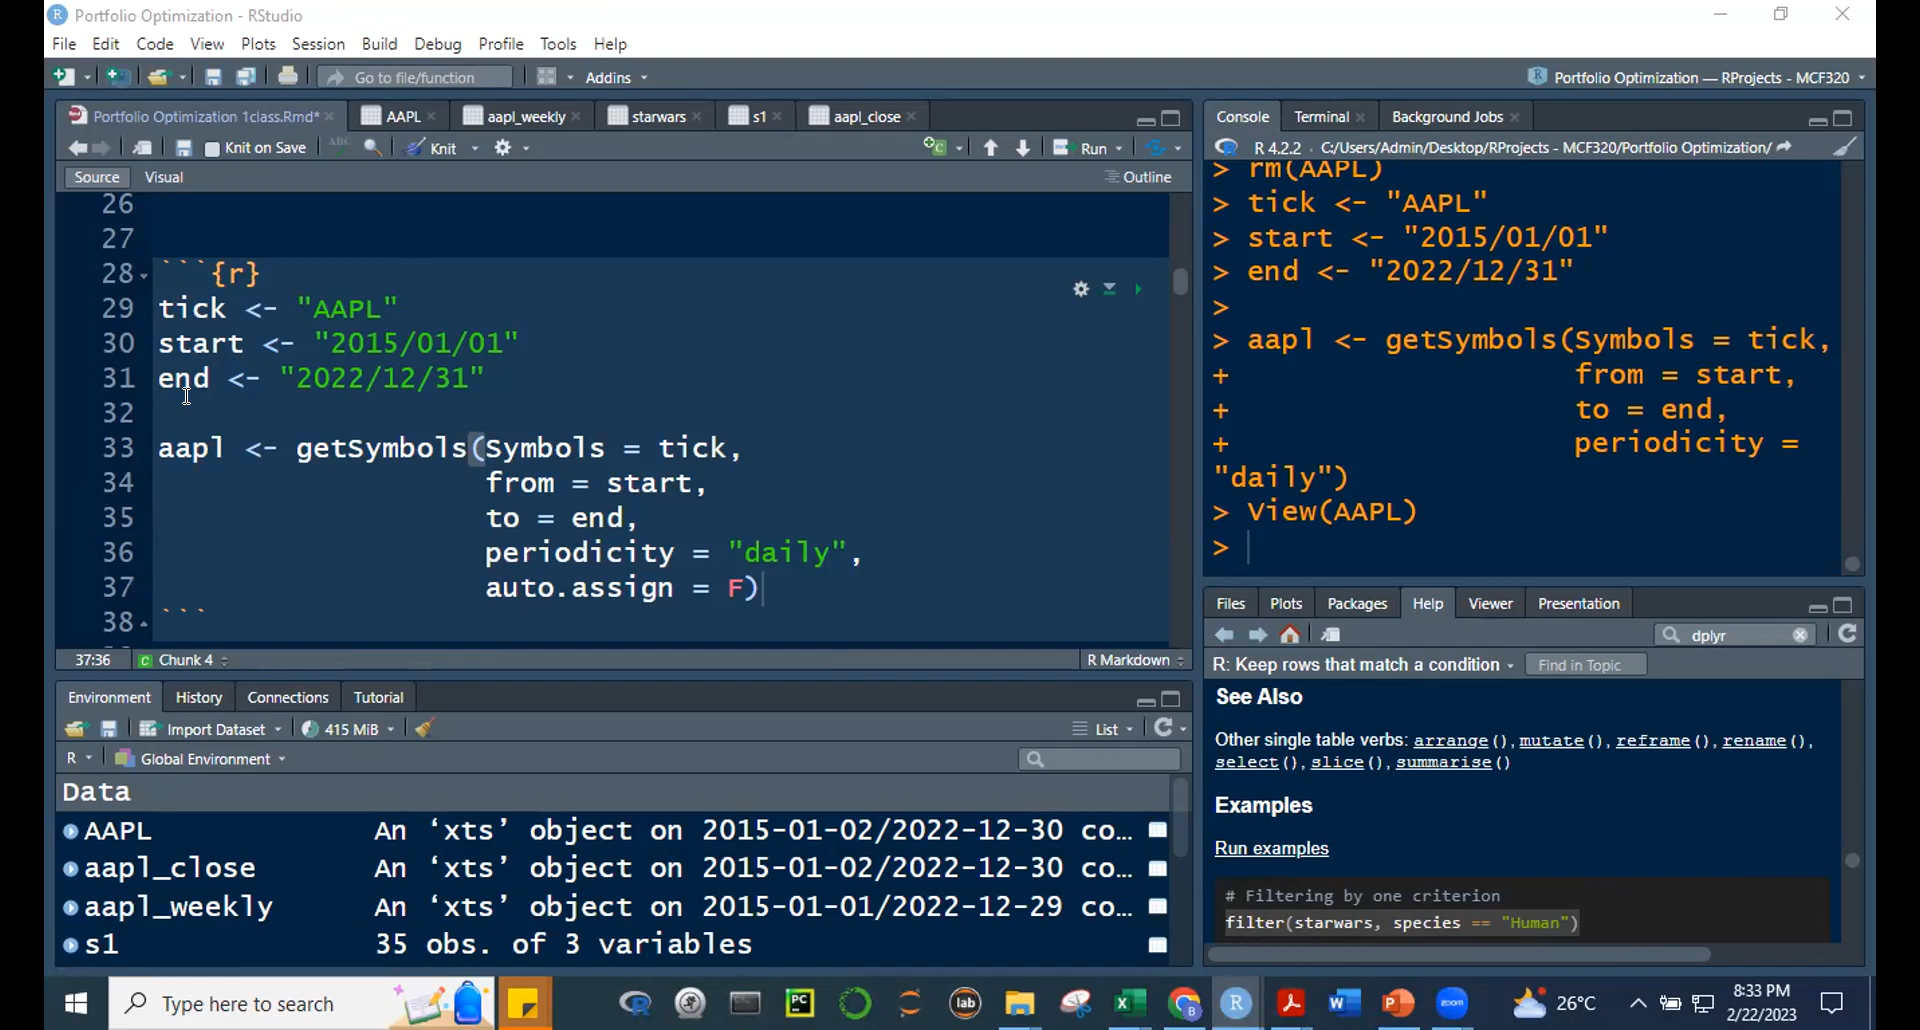 Portfolio Optimization - RStudio
File Edit Code View Plots Session Build Debug Profile Tools Help
Go to file/function Addins Portfolio Optimization — RProjects - MCF320
Portfolio Optimization 1class.Rmd* AAPL aapl_weekly starwars s1 aapl_close
ABC Knit on Save Knit Run
Source Visual Outline
26
27
28 ```{r}
29 tick <- "AAPL"
30 start <- "2015/01/01"
31 end <- "2022/12/31"
32
33 aapl <- getSymbols(Symbols = tick,
34 from = start,
35 to = end,
36 periodicity = "daily",
37 auto.assign = F)
38 ```
37:36 C Chunk 4 R Markdown
Environment History Connections Tutorial
Import Dataset 415 MiB List
R Global Environment
Data
AAPL An ‘xts’ object on 2015-01-02/2022-12-30 co…
aapl_close An ‘xts’ object on 2015-01-02/2022-12-30 co…
aapl_weekly An ‘xts’ object on 2015-01-01/2022-12-29 co…
s1 35 obs. of 3 variables
Console Terminal Background Jobs
R 4.2.2 · C:/Users/Admin/Desktop/RProjects - MCF320/Portfolio Optimization/
> rm(AAPL)
> tick <- "AAPL"
> start <- "2015/01/01"
> end <- "2022/12/31"
>
> aapl <- getSymbols(Symbols = tick,
+ from = start,
+ to = end,
+ periodicity =
"daily")
> View(AAPL)
>
Files Plots Packages Help Viewer Presentation
dplyr
R: Keep rows that match a condition Find in Topic
See Also
Other single table verbs: arrange(), mutate(), reframe(), rename(),
select(), slice(), summarise()
Examples
Run examples
# Filtering by one criterion
filter(starwars, species == "Human")
Type here to search PC lab zoom 26°C 8:33 PM
2/22/2023